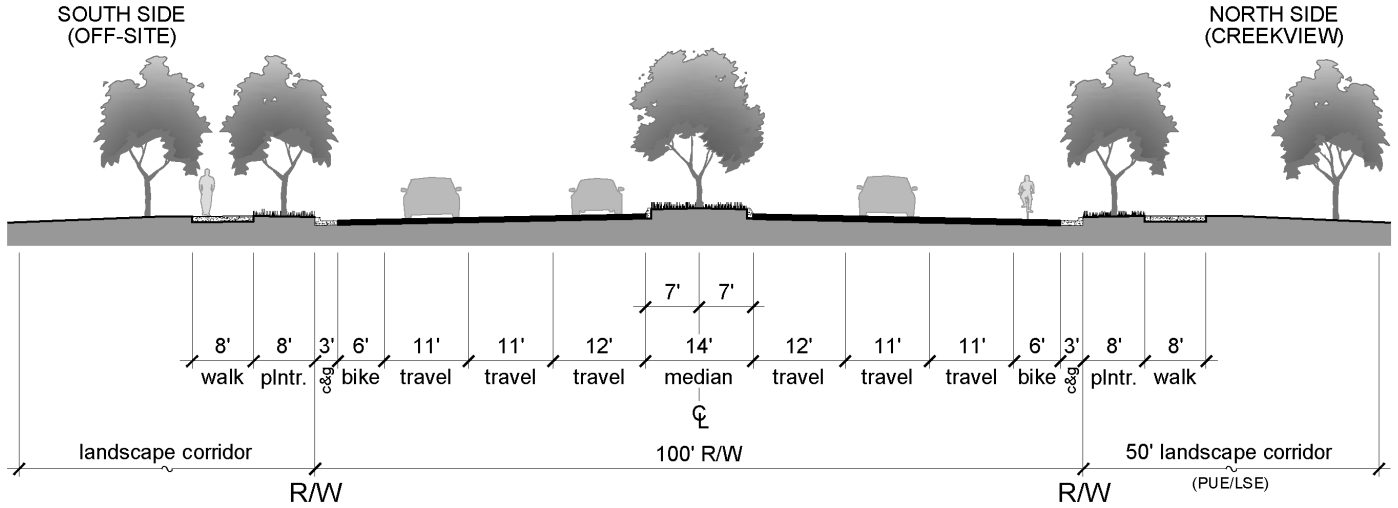 SOUTH SIDE
(OFF-SITE)
NORTH SIDE
(CREEKVIEW)
7' 7'
8' 8' 3' 6' 11' 11' 12' 14' 12' 11' 11' 6' 3' 8' 8'
walk plntr. c&g bike travel travel travel median travel travel travel bike c&g plntr. walk
CL
landscape corridor 100' R/W 50' landscape corridor
(PUE/LSE)
R/W R/W